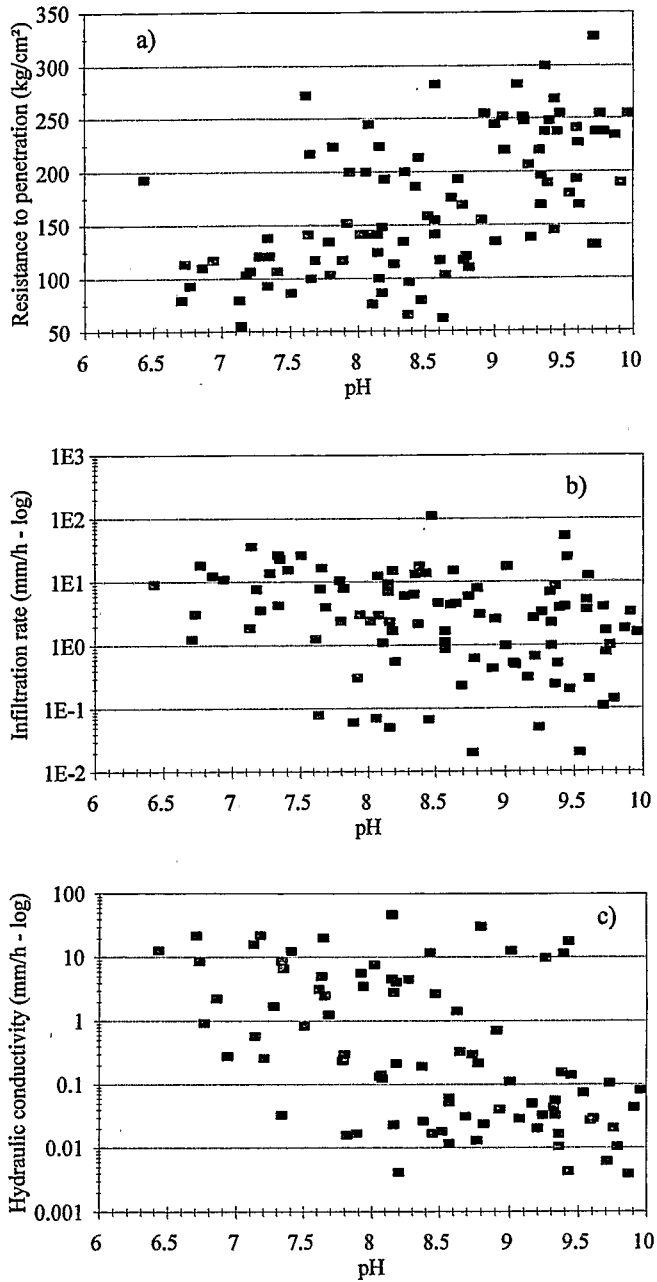 a)
Resistance to penetration (kg/cm²)
350
300
250
200
150
100
50
6 6.5 7 7.5 8 8.5 9 9.5 10
pH
b)
Infiltration rate (mm/h - log)
1E3
1E2
1E1
1E0
1E-1
1E-2
6 6.5 7 7.5 8 8.5 9 9.5 10
pH
c)
Hydraulic conductivity (mm/h - log)
100
10
1
0.1
0.01
0.001
6 6.5 7 7.5 8 8.5 9 9.5 10
pH